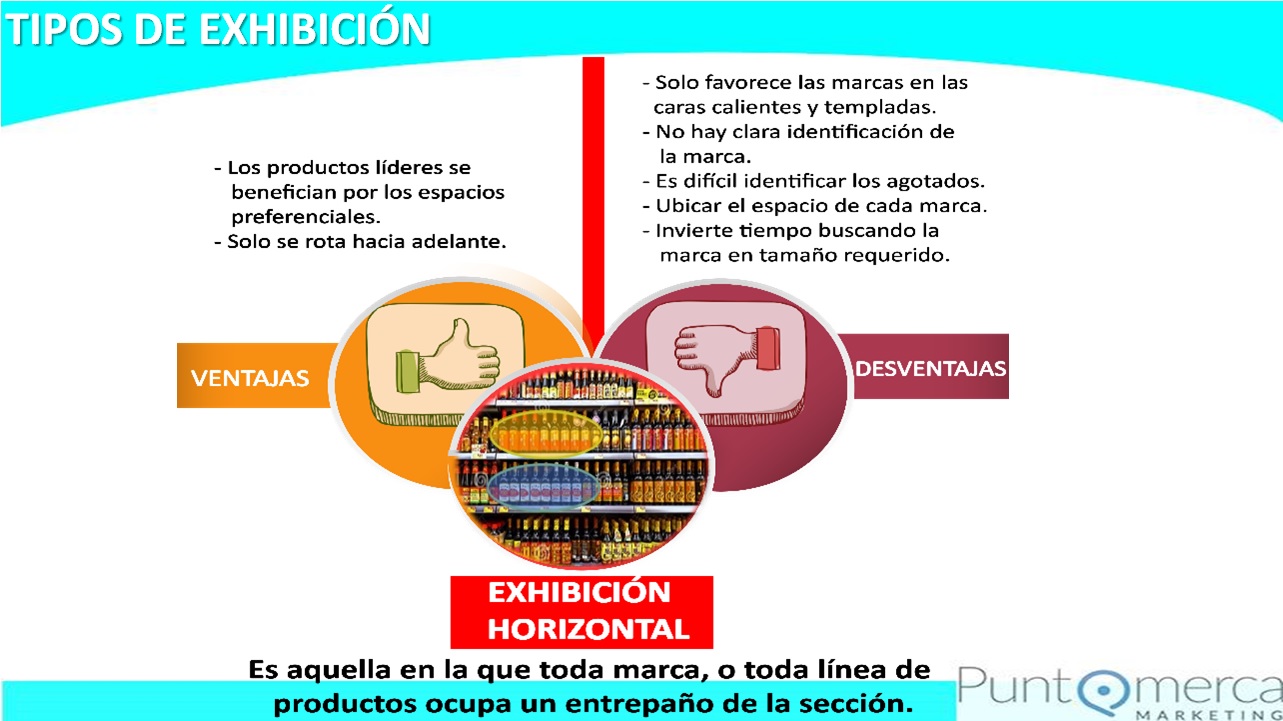 TIPOS DE EXHIBICIÓN
- Los productos líderes se
benefician por los espacios
preferenciales.
- Solo se rota hacia adelante.
- Solo favorece las marcas en las
caras calientes y templadas.
- No hay clara identificación de
la marca.
- Es difícil identificar los agotados.
- Ubicar el espacio de cada marca.
- Invierte tiempo buscando la
marca en tamaño requerido.
VENTAJAS
DESVENTAJAS
EXHIBICIÓN
HORIZONTAL
Es aquella en la que toda marca, o toda línea de
productos ocupa un entrepaño de la sección.
Punt merca
MARKETING